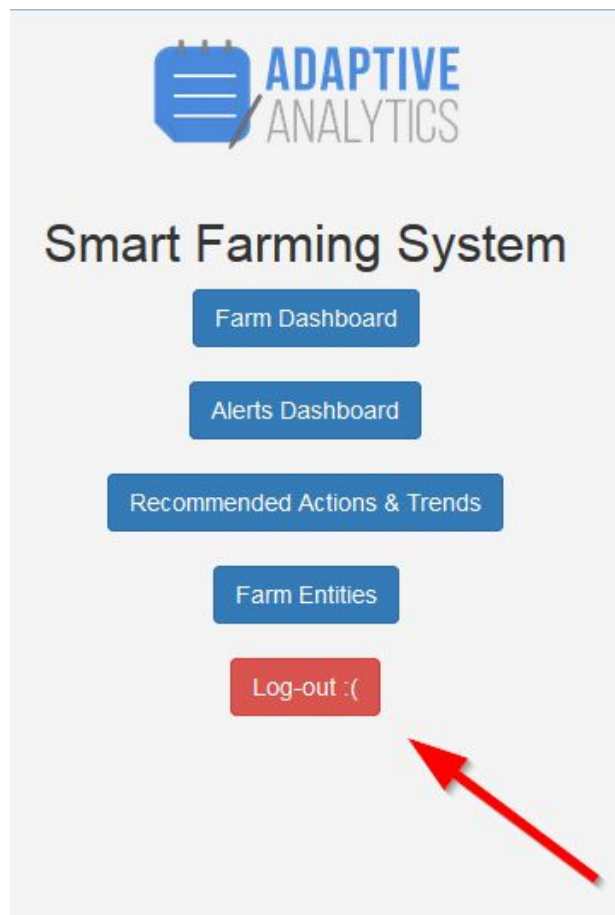 ADAPTIVE
ANALYTICS
Smart Farming System
Farm Dashboard
Alerts Dashboard
Recommended Actions & Trends
Farm Entities
Log-out :(